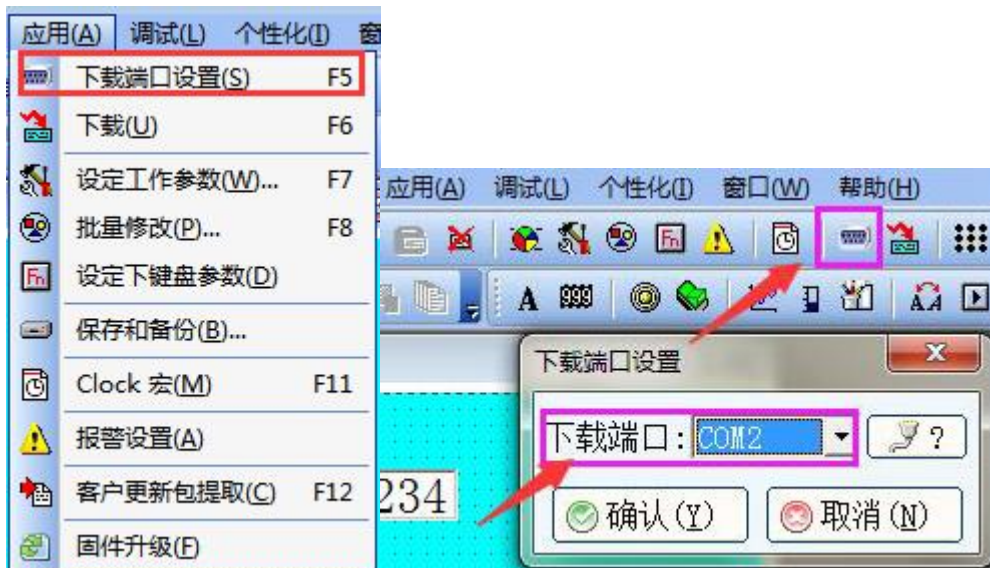 应用(A) 调试(L) 个性化(I)
下载端口设置(S) F5
下载(U) F6
设定工作参数(W)... F7
批量修改(P)... F8
Fn 设定下键盘参数(D)
保存和备份(B)...
Clock 宏(M) F11
报警设置(A)
客户更新包提取(C) F12
固件升级(F)
应用(A) 调试(L) 个性化(I) 窗口(W) 帮助(H)
Fn
A 999
234
下载端口设置
下载端口: COM2 ?
确认(Y) 取消(N)